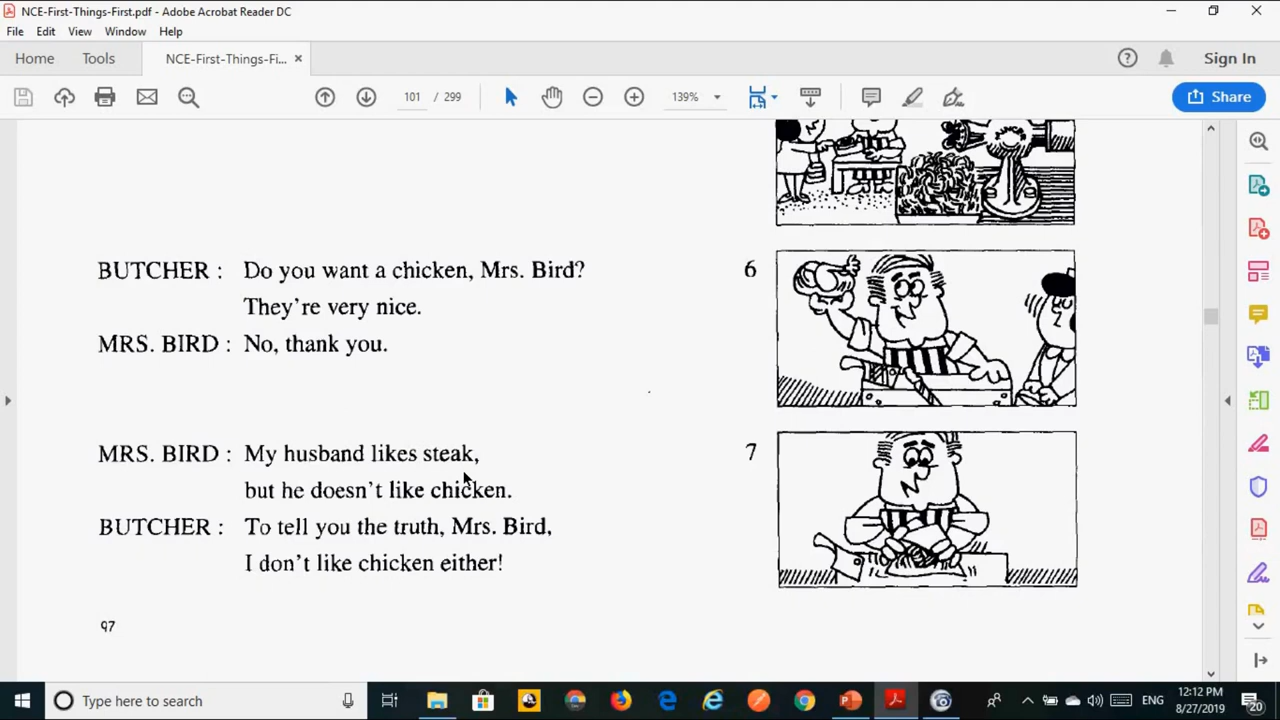 NCE-First-Things-First.pdf - Adobe Acrobat Reader DC
File Edit View Window Help
Home Tools NCE-First-Things-Fi... Sign In
101 / 299 139% Share
BUTCHER : Do you want a chicken, Mrs. Bird? 6
They're very nice.
MRS. BIRD : No, thank you.
MRS. BIRD : My husband likes steak, 7
but he doesn't like chicken.
BUTCHER : To tell you the truth, Mrs. Bird,
I don't like chicken either!
97
Type here to search ENG 12:12 PM
8/27/2019 20